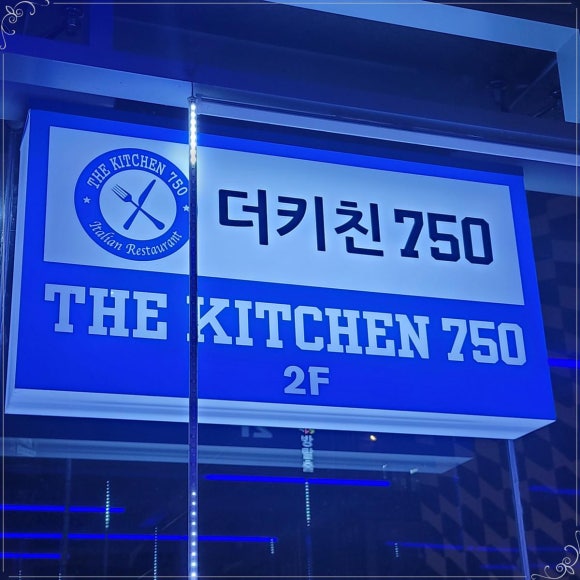 THE KITCHEN 750
Italian Restaurant
더키친 750
THE KITCHEN 750
2F